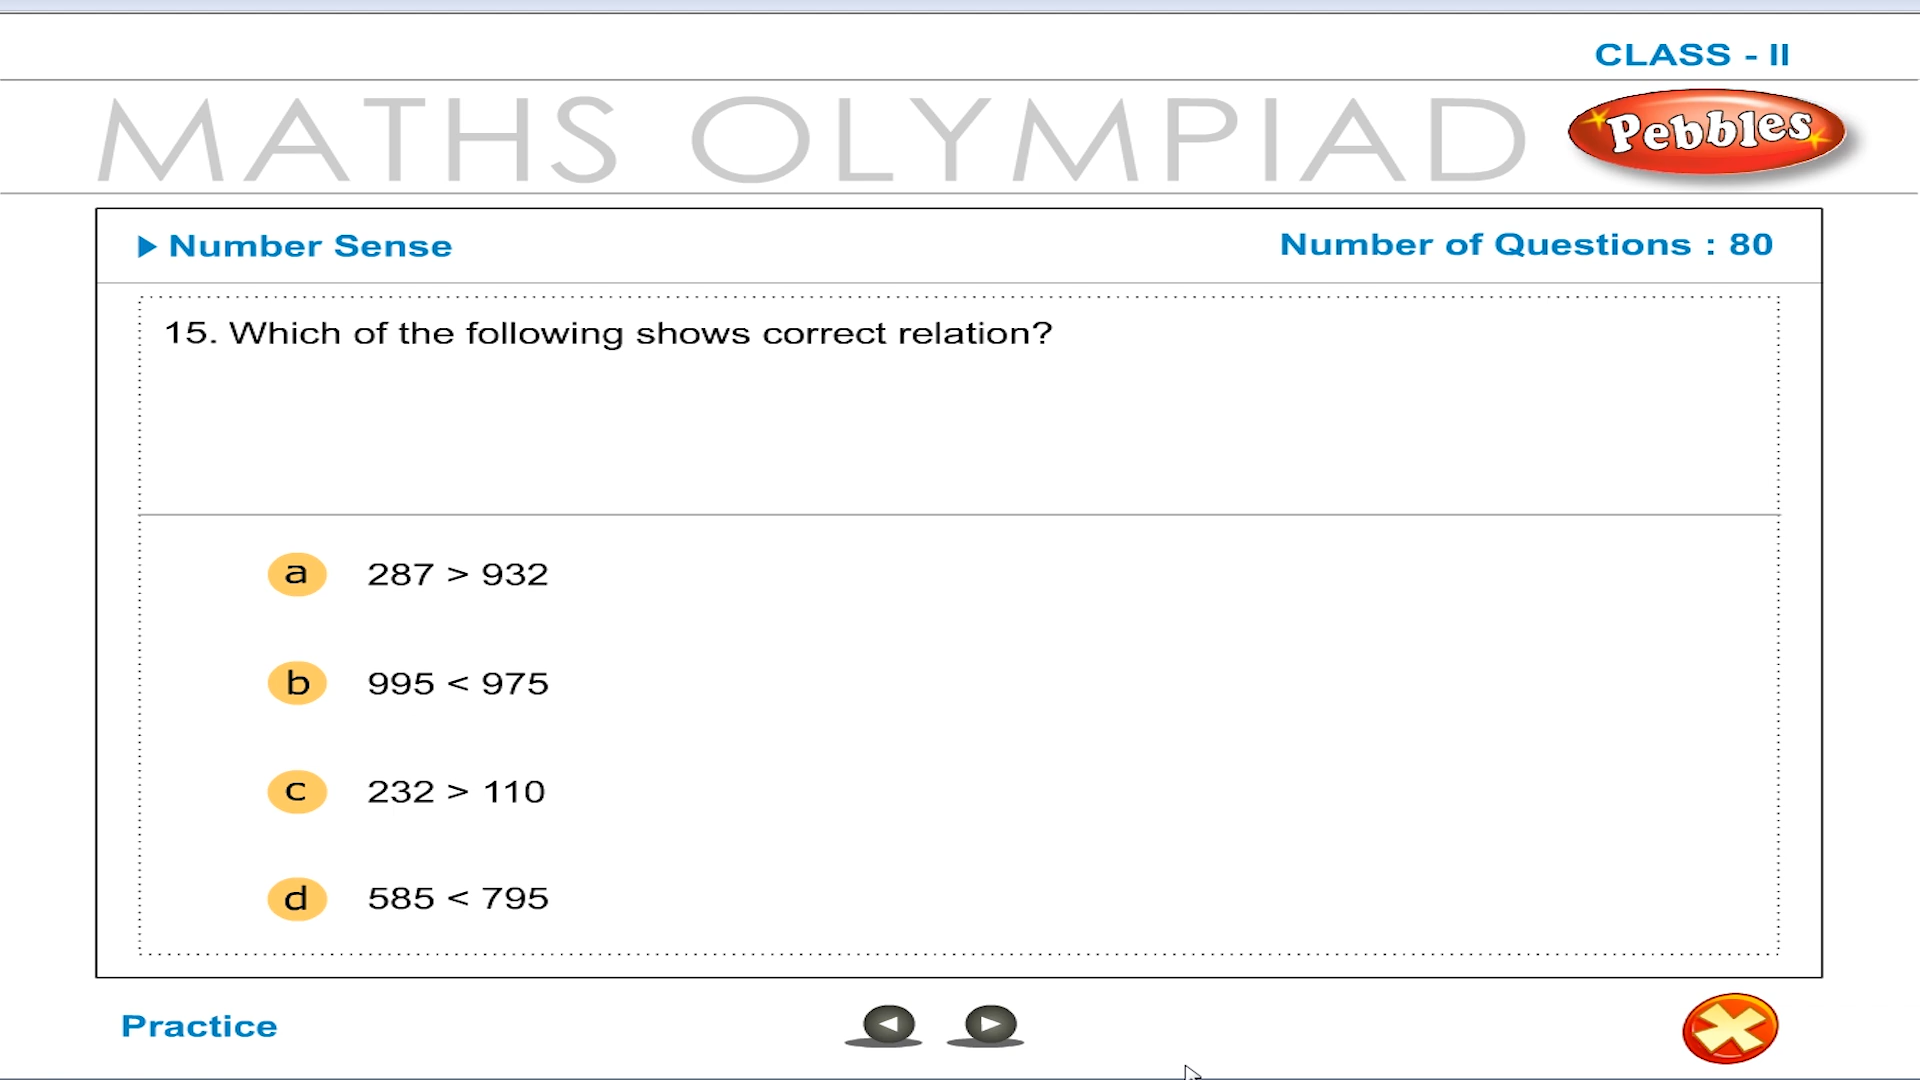 CLASS - II
MATHS OLYMPIAD
Pebbles
Number Sense
Number of Questions : 80
15. Which of the following shows correct relation?
a 287 > 932
b 995 < 975
c 232 > 110
d 585 < 795
Practice